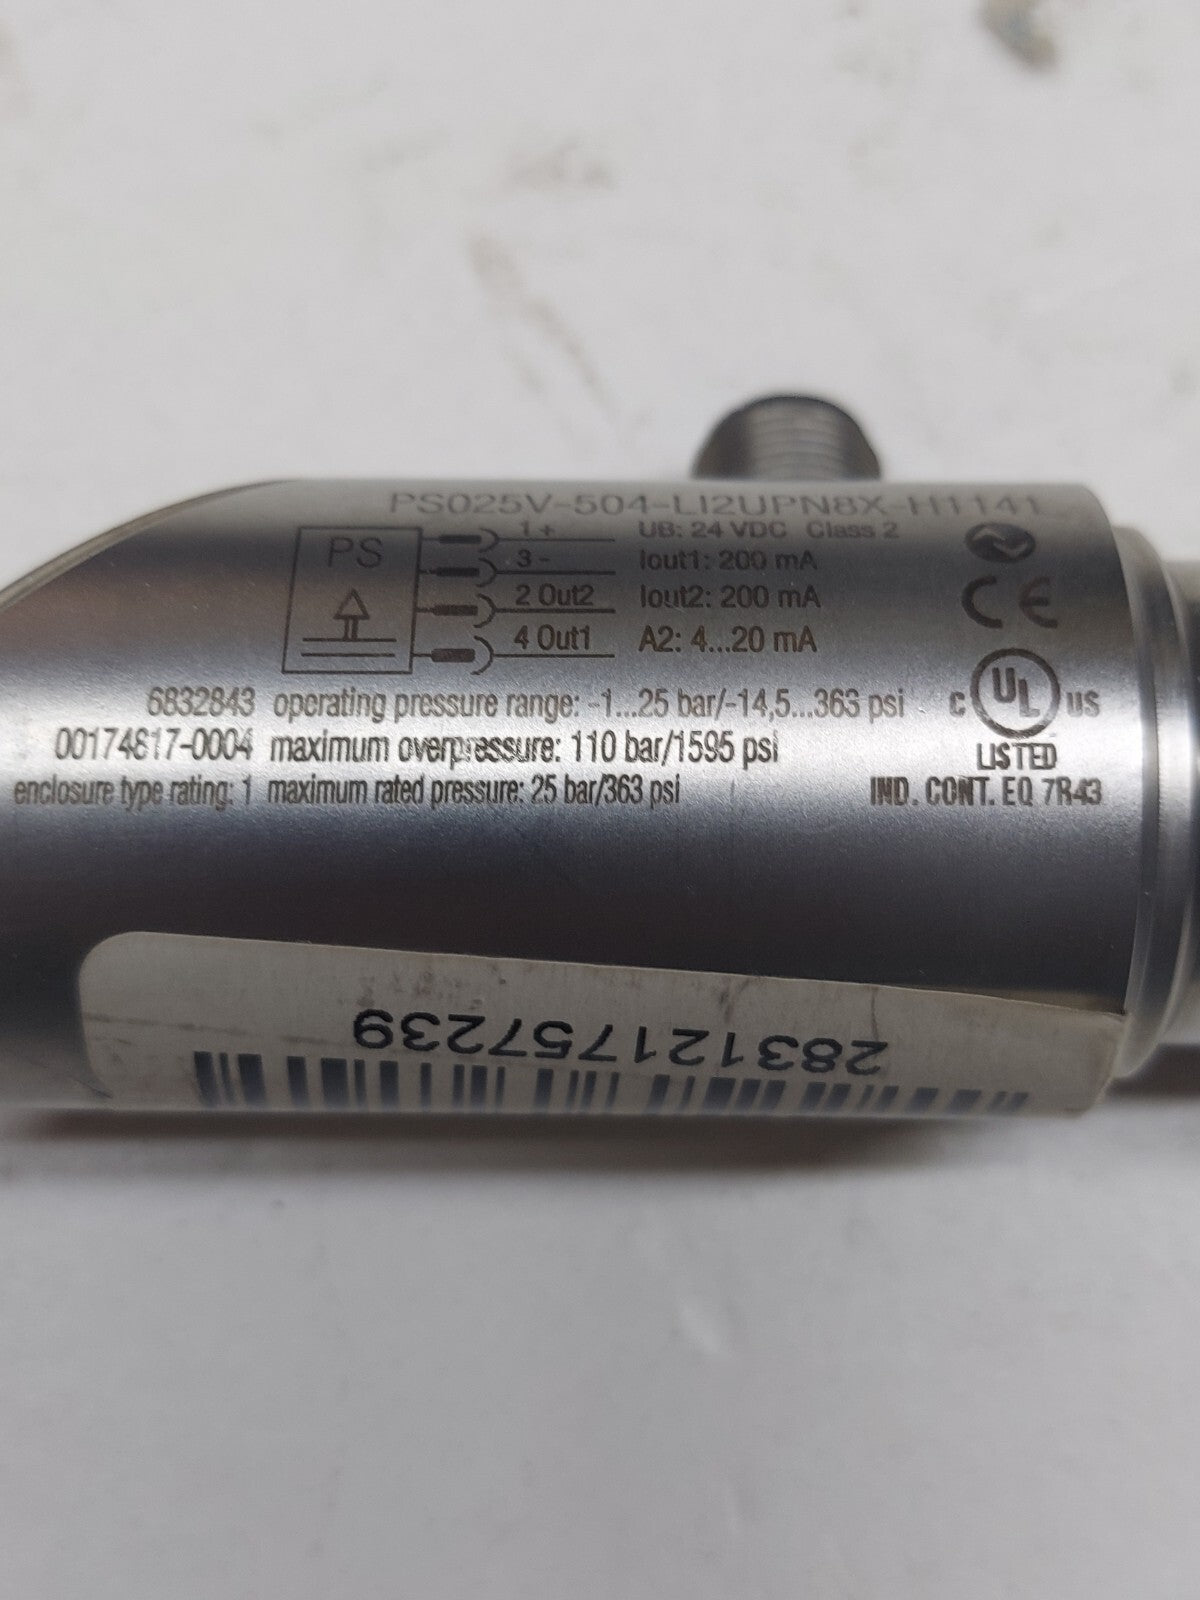 PS025V-504-LI2UPN8X-H1141
PS 1+ UB: 24 VDC Class 2
3 - Iout1: 200 mA
2 Out2 Iout2: 200 mA
4 Out1 A2: 4...20 mA
CE
6832843 operating pressure range: -1...25 bar/-14,5...363 psi
C UL US
00174817-0004 maximum overpressure: 110 bar/1595 psi
LISTED
enclosure type rating: 1 maximum rated pressure: 25 bar/363 psi
IND. CONT. EQ 7R43
283121757239